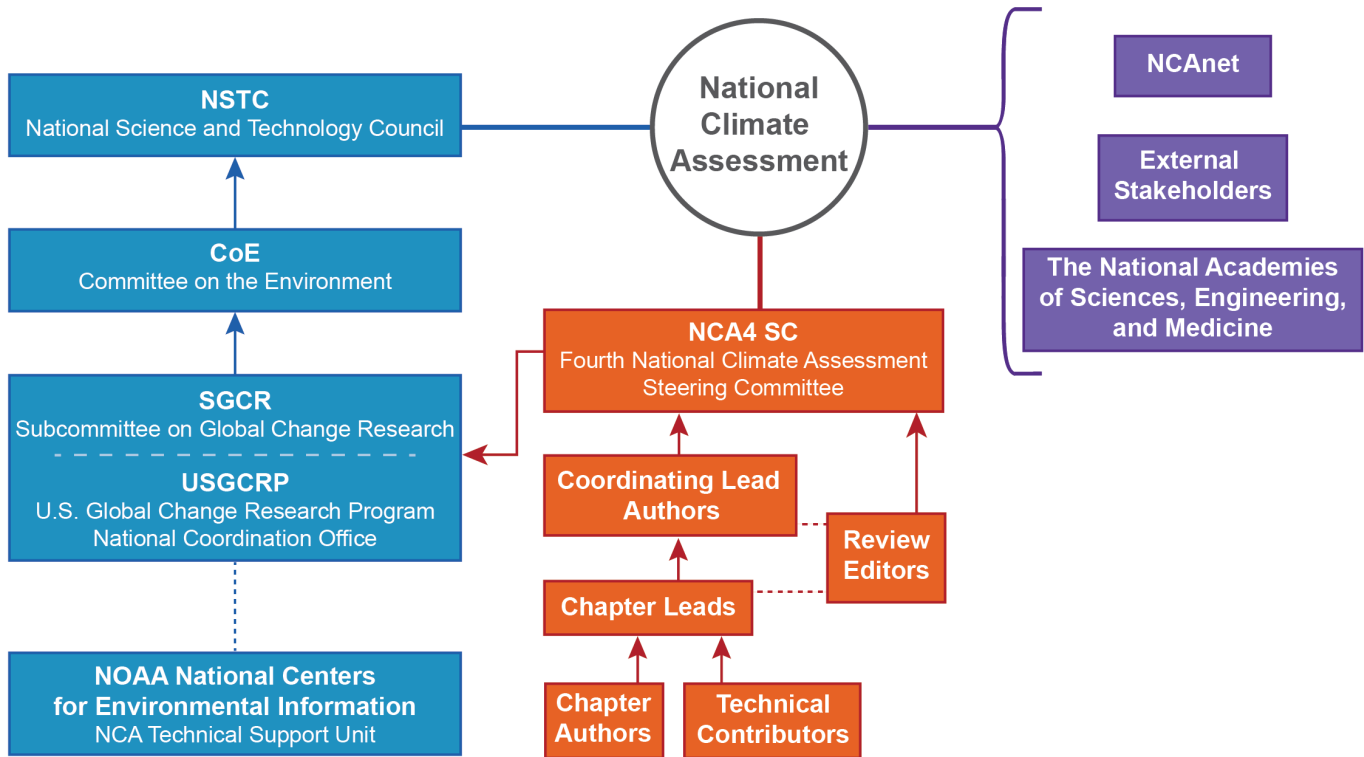 National
Climate
Assessment
NSTC
National Science and Technology Council
CoE
Committee on the Environment
SGCR
Subcommittee on Global Change Research
USGCRP
U.S. Global Change Research Program
National Coordination Office
NOAA National Centers
for Environmental Information
NCA Technical Support Unit
NCA4 SC
Fourth National Climate Assessment
Steering Committee
Coordinating Lead
Authors
Review
Editors
Chapter Leads
Chapter
Authors
Technical
Contributors
NCAnet
External
Stakeholders
The National Academies
of Sciences, Engineering,
and Medicine